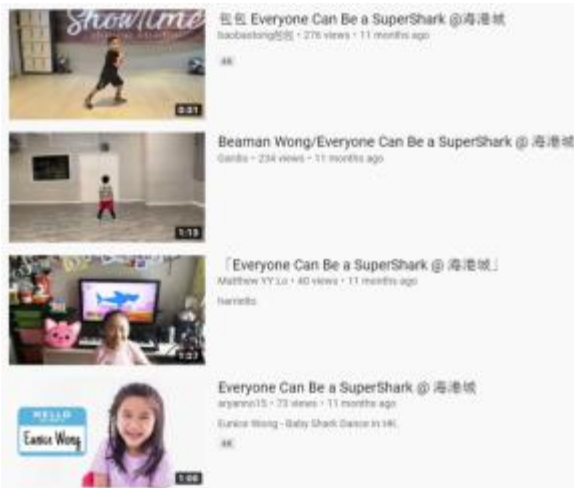 Showtime
0:51
包包 Everyone Can Be a SuperShark @海港城
baobaotong包包 • 276 views • 11 months ago
4K
1:15
Beaman Wong/Everyone Can Be a SuperShark @ 海港城
Gardis • 234 views • 11 months ago
1:27
「Everyone Can Be a SuperShark @ 海港城」
Matthew YY Lo • 40 views • 11 months ago
HELLO
Eunice Wong
1:00
Everyone Can Be a SuperShark @ 海港城
aryanno15 • 73 views • 11 months ago
Eunice Wong - Baby Shark Dance in HK.
4K